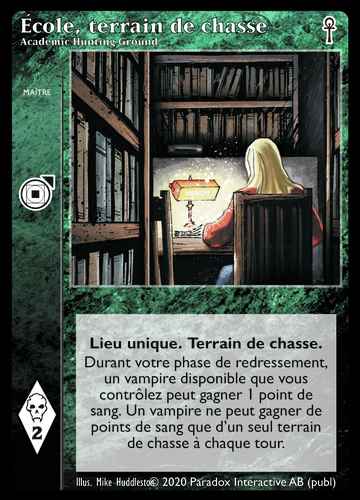 École, terrain de chasse
Academic Hunting Ground
MAÎTRE
Lieu unique. Terrain de chasse.
Durant votre phase de redressement,
un vampire disponible que vous
contrôlez peut gagner 1 point de
sang. Un vampire ne peut gagner de
points de sang que d'un seul terrain
de chasse à chaque tour.
2
Illus. Mike Huddleston © 2020 Paradox Interactive AB (publ)